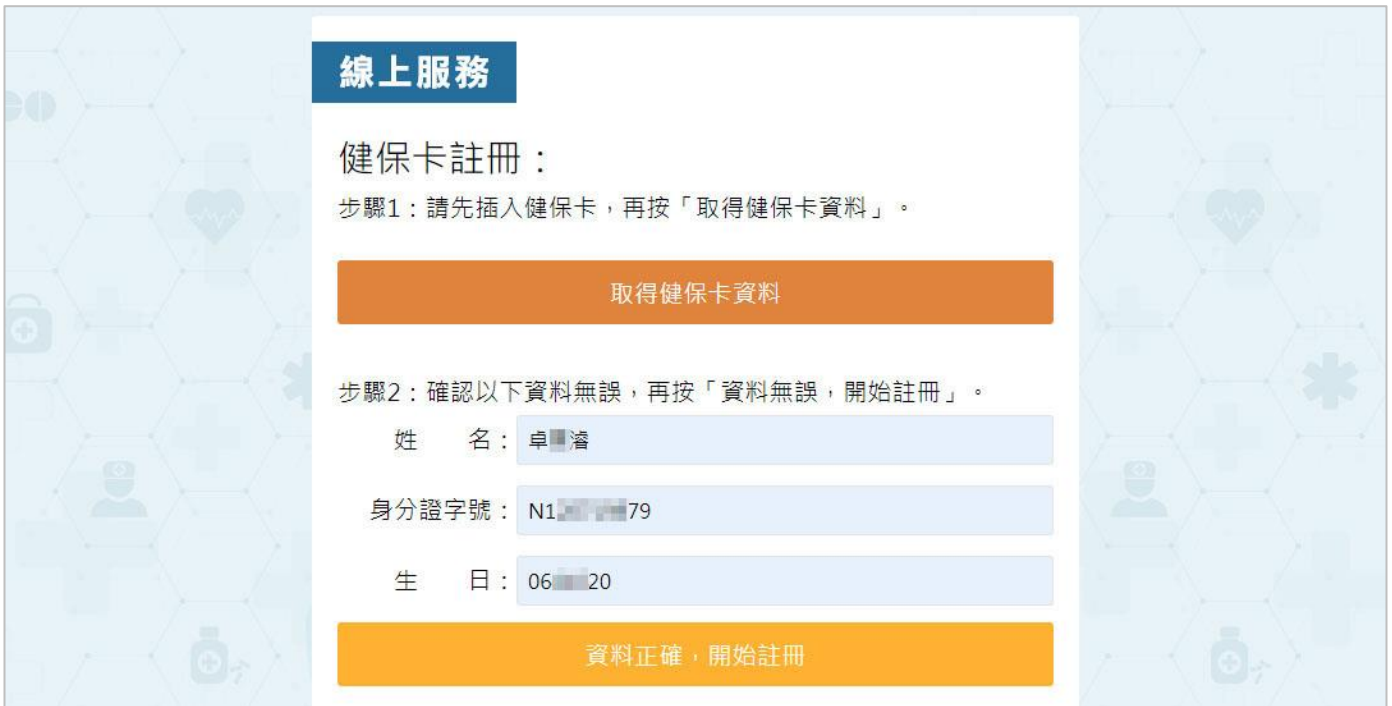 線上服務
健保卡註冊：
步驟1：請先插入健保卡，再按「取得健保卡資料」。
取得健保卡資料
步驟2：確認以下資料無誤，再按「資料無誤，開始註冊」。
姓 名： 卓 濬
身分證字號： N1 79
生 日： 06 20
資料正確，開始註冊